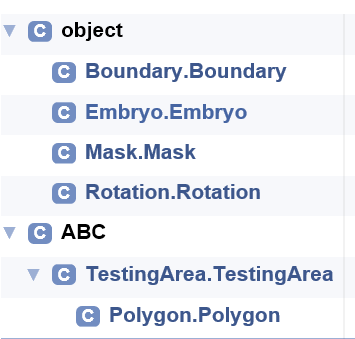 C object
C Boundary.Boundary
C Embryo.Embryo
C Mask.Mask
C Rotation.Rotation
C ABC
C TestingArea.TestingArea
C Polygon.Polygon